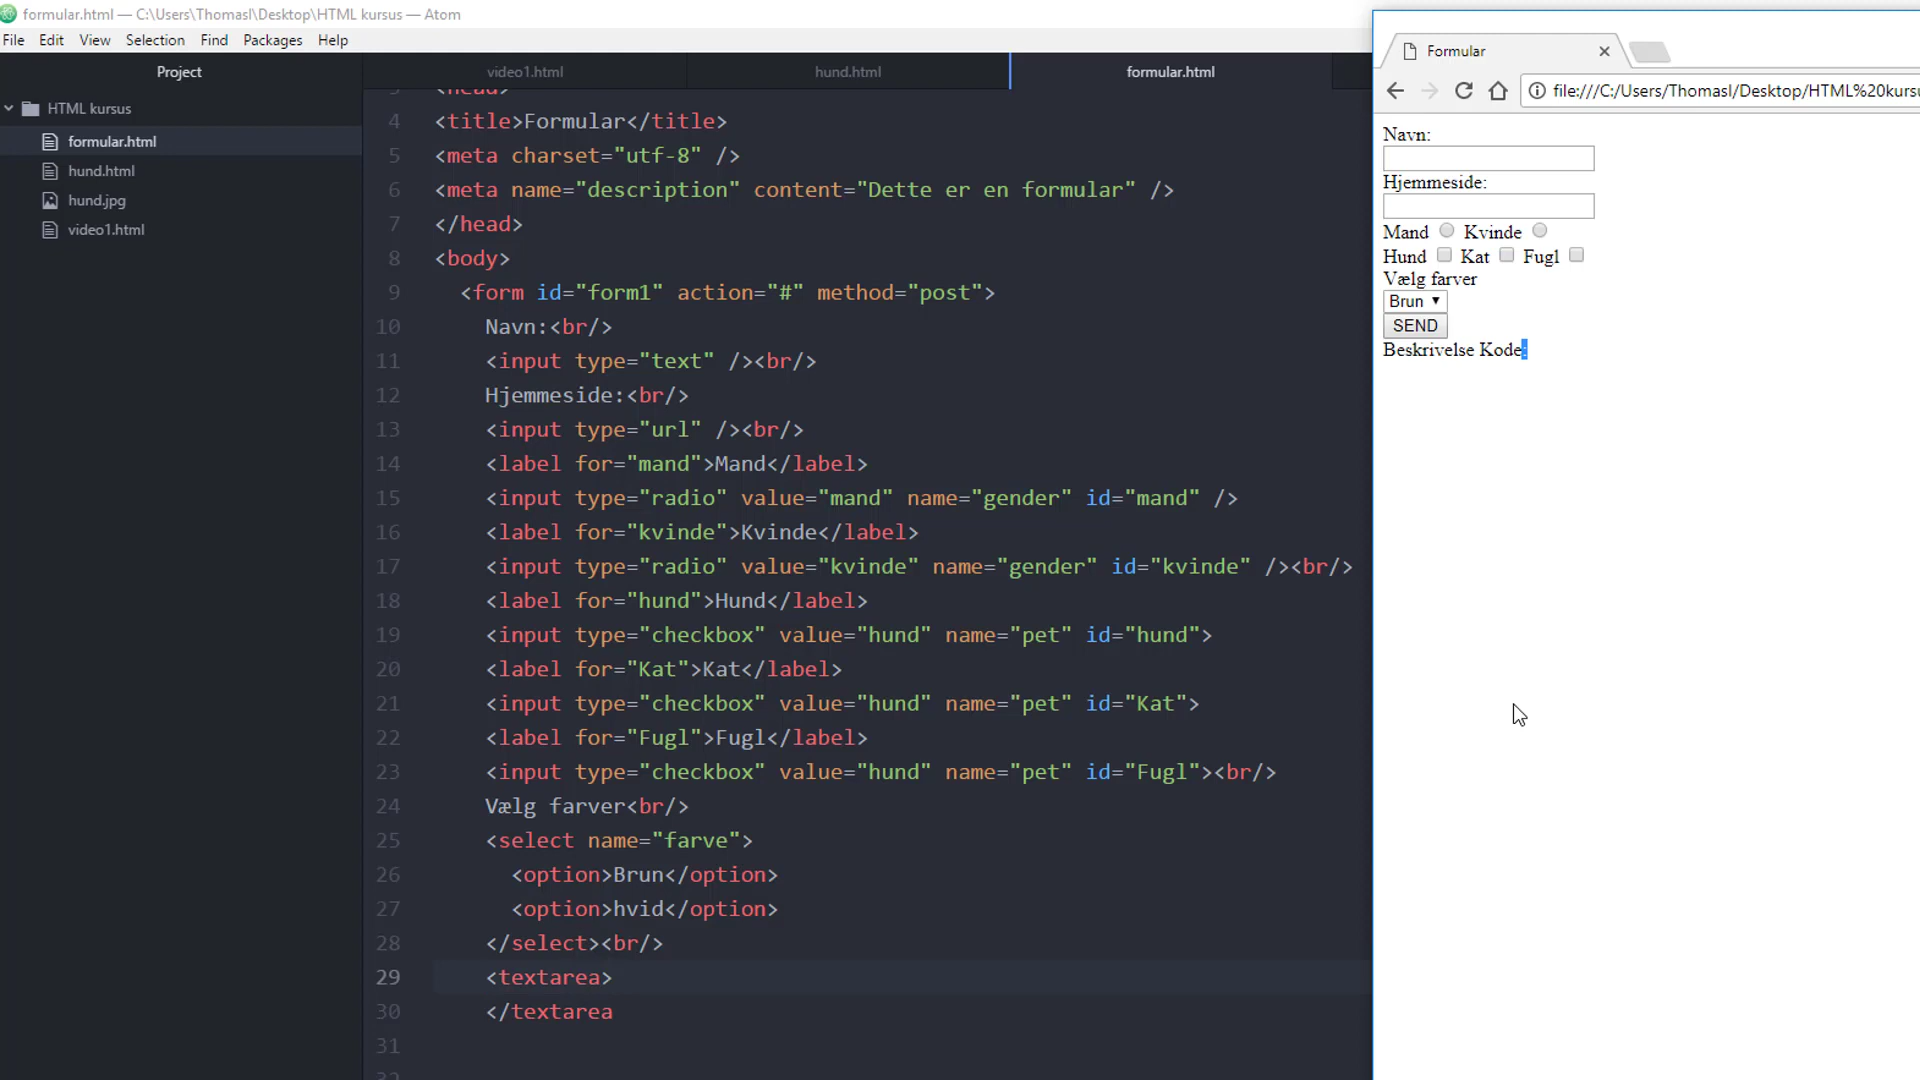 formular.html — C:\Users\Thomasl\Desktop\HTML kursus — Atom
File Edit View Selection Find Packages Help
Project
HTML kursus
formular.html
hund.html
hund.jpg
video1.html
video1.html hund.html formular.html
<head>
4 <title>Formular</title>
5 <meta charset="utf-8" />
6 <meta name="description" content="Dette er en formular" />
7 </head>
8 <body>
9 <form id="form1" action="#" method="post">
10 Navn:<br/>
11 <input type="text" /><br/>
12 Hjemmeside:<br/>
13 <input type="url" /><br/>
14 <label for="mand">Mand</label>
15 <input type="radio" value="mand" name="gender" id="mand" />
16 <label for="kvinde">Kvinde</label>
17 <input type="radio" value="kvinde" name="gender" id="kvinde" /><br/>
18 <label for="hund">Hund</label>
19 <input type="checkbox" value="hund" name="pet" id="hund">
20 <label for="Kat">Kat</label>
21 <input type="checkbox" value="hund" name="pet" id="Kat">
22 <label for="Fugl">Fugl</label>
23 <input type="checkbox" value="hund" name="pet" id="Fugl"><br/>
24 Vælg farver<br/>
25 <select name="farve">
26 <option>Brun</option>
27 <option>hvid</option>
28 </select><br/>
29 <textarea>
30 </textarea
31
32
Formular
file:///C:/Users/Thomasl/Desktop/HTML%20kursu
Navn:
Hjemmeside:
Mand Kvinde
Hund Kat Fugl
Vælg farver
Brun
SEND
Beskrivelse Kode: